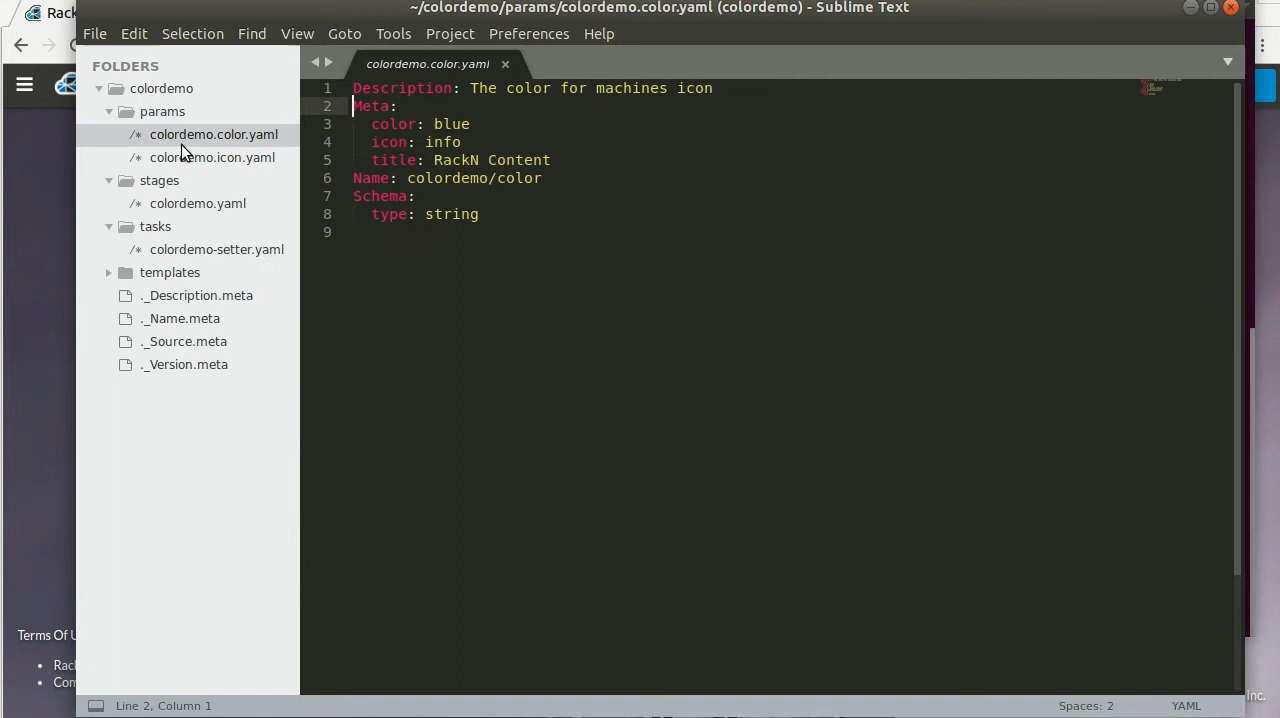 Rack
~/colordemo/params/colordemo.color.yaml (colordemo) - Sublime Text
File Edit Selection Find View Goto Tools Project Preferences Help
FOLDERS
colordemo
params
/* colordemo.color.yaml
/* colordemo.icon.yaml
stages
/* colordemo.yaml
tasks
/* colordemo-setter.yaml
templates
._Description.meta
._Name.meta
._Source.meta
._Version.meta
colordemo.color.yaml ×
1 Description: The color for machines icon
2 Meta:
3 color: blue
4 icon: info
5 title: RackN Content
6 Name: colordemo/color
7 Schema:
8 type: string
9
Terms Of U
Rac
Com
Inc.
Line 2, Column 1
Spaces: 2
YAML